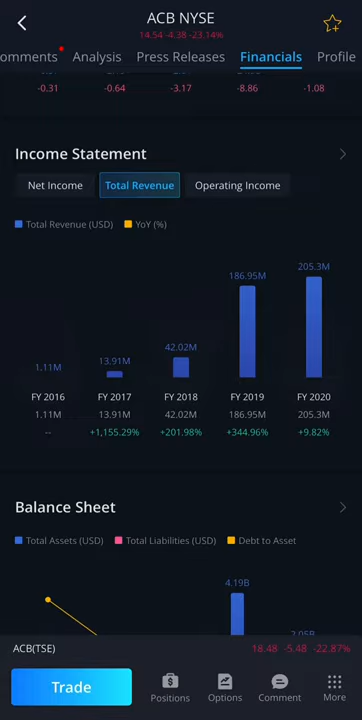 ACB NYSE
14.54 -4.38 -23.14%
omments Analysis Press Releases Financials Profile
-0.31 -0.64 -3.17 -8.86 -1.08
Income Statement
Net Income Total Revenue Operating Income
Total Revenue (USD) YoY (%)
205.3M
186.95M
42.02M
13.91M
1.11M
FY 2016 FY 2017 FY 2018 FY 2019 FY 2020
1.11M 13.91M 42.02M 186.95M 205.3M
-- +1,155.29% +201.98% +344.96% +9.82%
Balance Sheet
Total Assets (USD) Total Liabilities (USD) Debt to Asset
4.19B
2.05B
ACB(TSE) 18.48 -5.48 -22.87%
Trade Positions Options Comment More